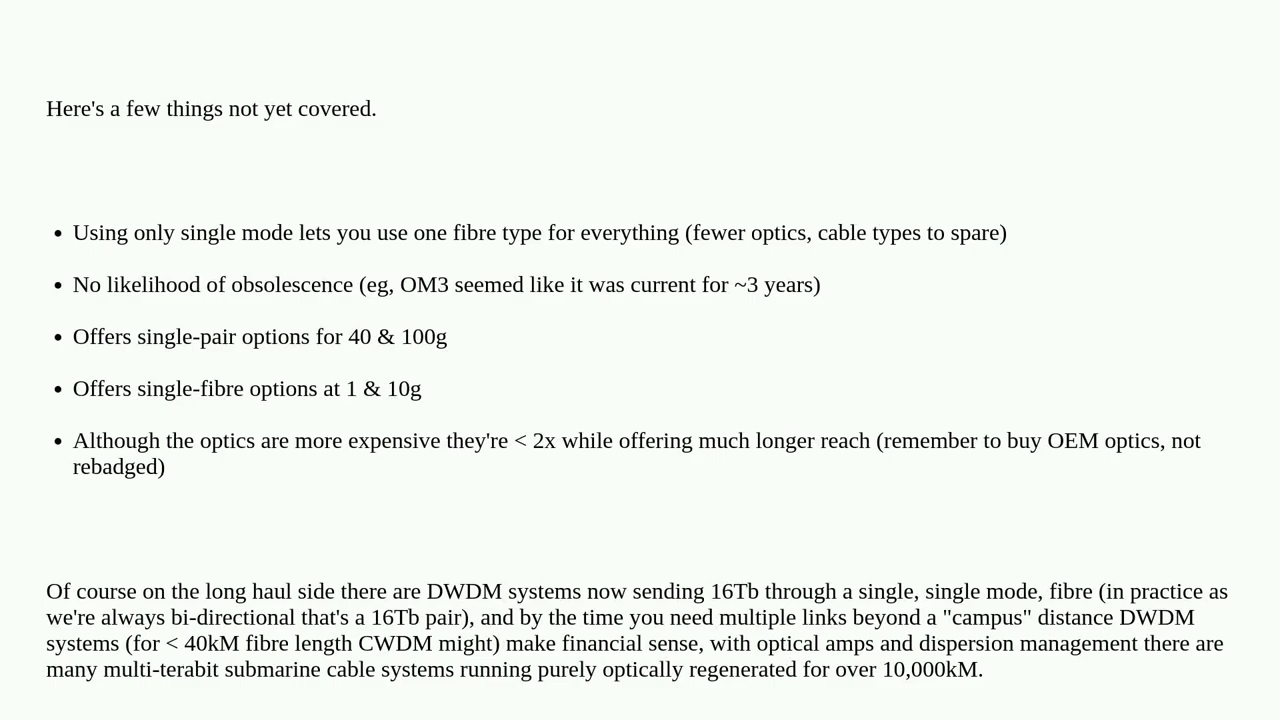 Here's a few things not yet covered.
• Using only single mode lets you use one fibre type for everything (fewer optics, cable types to spare)
• No likelihood of obsolescence (eg, OM3 seemed like it was current for ~3 years)
• Offers single-pair options for 40 & 100g
• Offers single-fibre options at 1 & 10g
• Although the optics are more expensive they're < 2x while offering much longer reach (remember to buy OEM optics, not
rebadged)
Of course on the long haul side there are DWDM systems now sending 16Tb through a single, single mode, fibre (in practice as
we're always bi-directional that's a 16Tb pair), and by the time you need multiple links beyond a "campus" distance DWDM
systems (for < 40kM fibre length CWDM might) make financial sense, with optical amps and dispersion management there are
many multi-terabit submarine cable systems running purely optically regenerated for over 10,000kM.